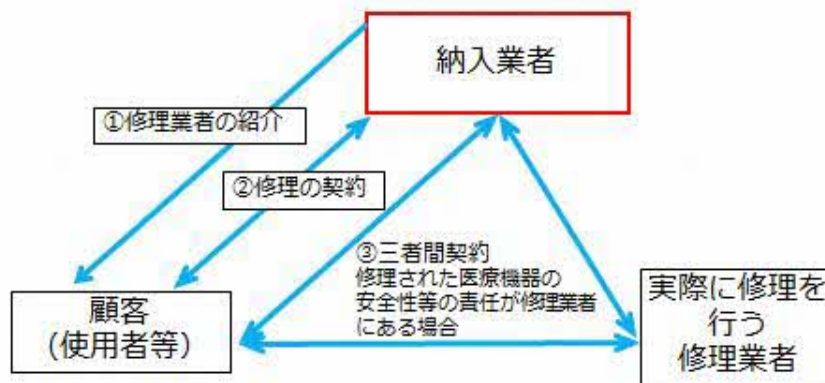 納入業者
①修理業者の紹介
②修理の契約
③三者間契約
修理された医療機器の
安全性等の責任が修理業者
にある場合
顧客
(使用者等)
実際に修理を
行う
修理業者